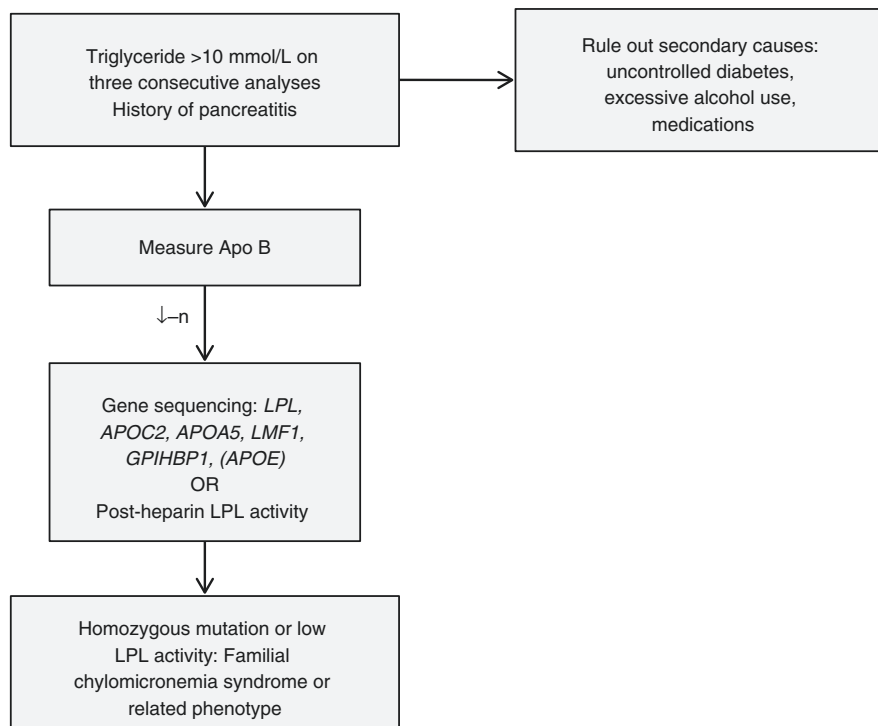 Triglyceride >10 mmol/L on
three consecutive analyses
History of pancreatitis
Rule out secondary causes:
uncontrolled diabetes,
excessive alcohol use,
medications
Measure Apo B
↓–n
Gene sequencing: LPL,
APOC2, APOA5, LMF1,
GPIHBP1, (APOE)
OR
Post-heparin LPL activity
Homozygous mutation or low
LPL activity: Familial
chylomicronemia syndrome or
related phenotype